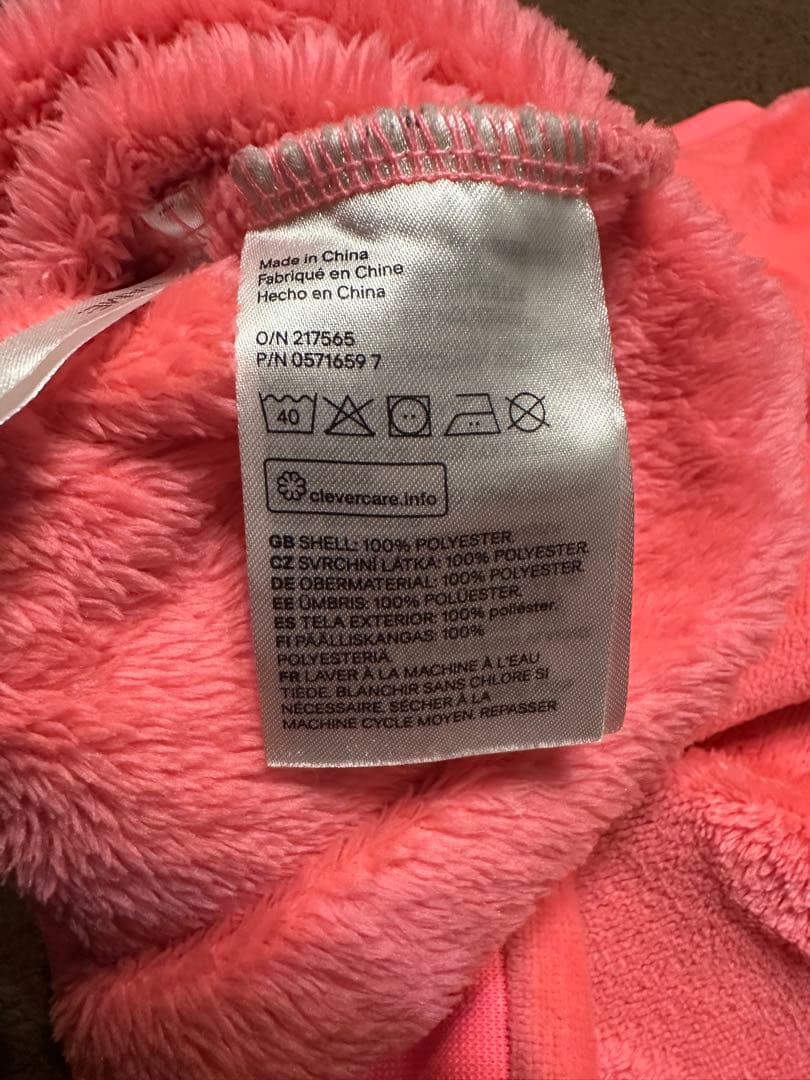 Made in China
Fabriqué en Chine
Hecho en China
O/N 217565
P/N 0571659 7
40
clevercare.info
GB SHELL: 100% POLYESTER.
CZ SVRCHNÍ LÁTKA: 100% POLYESTER.
DE OBERMATERIAL: 100% POLYESTER.
EE ÜMBRIS: 100% POLÜESTER.
ES TELA EXTERIOR: 100% poliéster.
FI PÄÄLLISKANGAS: 100%
POLYESTERIÄ.
FR LAVER À LA MACHINE À L'EAU
TIÈDE. BLANCHIR SANS CHLORE SI
NÉCESSAIRE. SÉCHER À LA
MACHINE CYCLE MOYEN. REPASSER